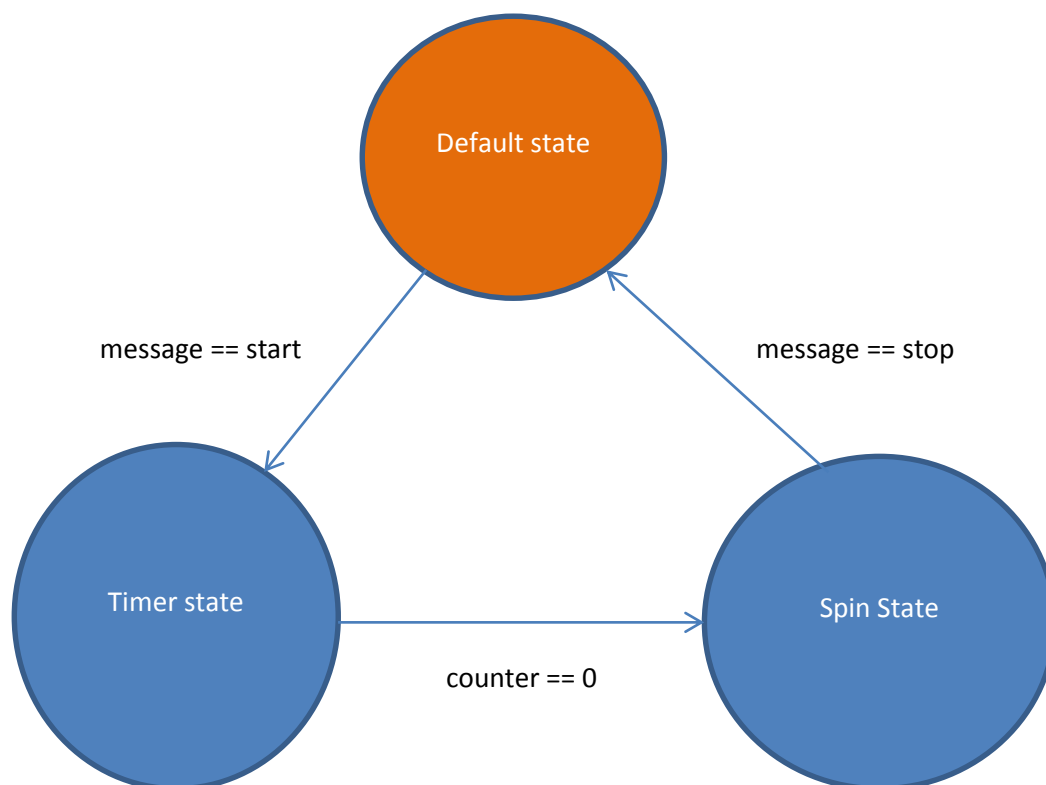 Default state
message == start
message == stop
Timer state
Spin State
counter == 0